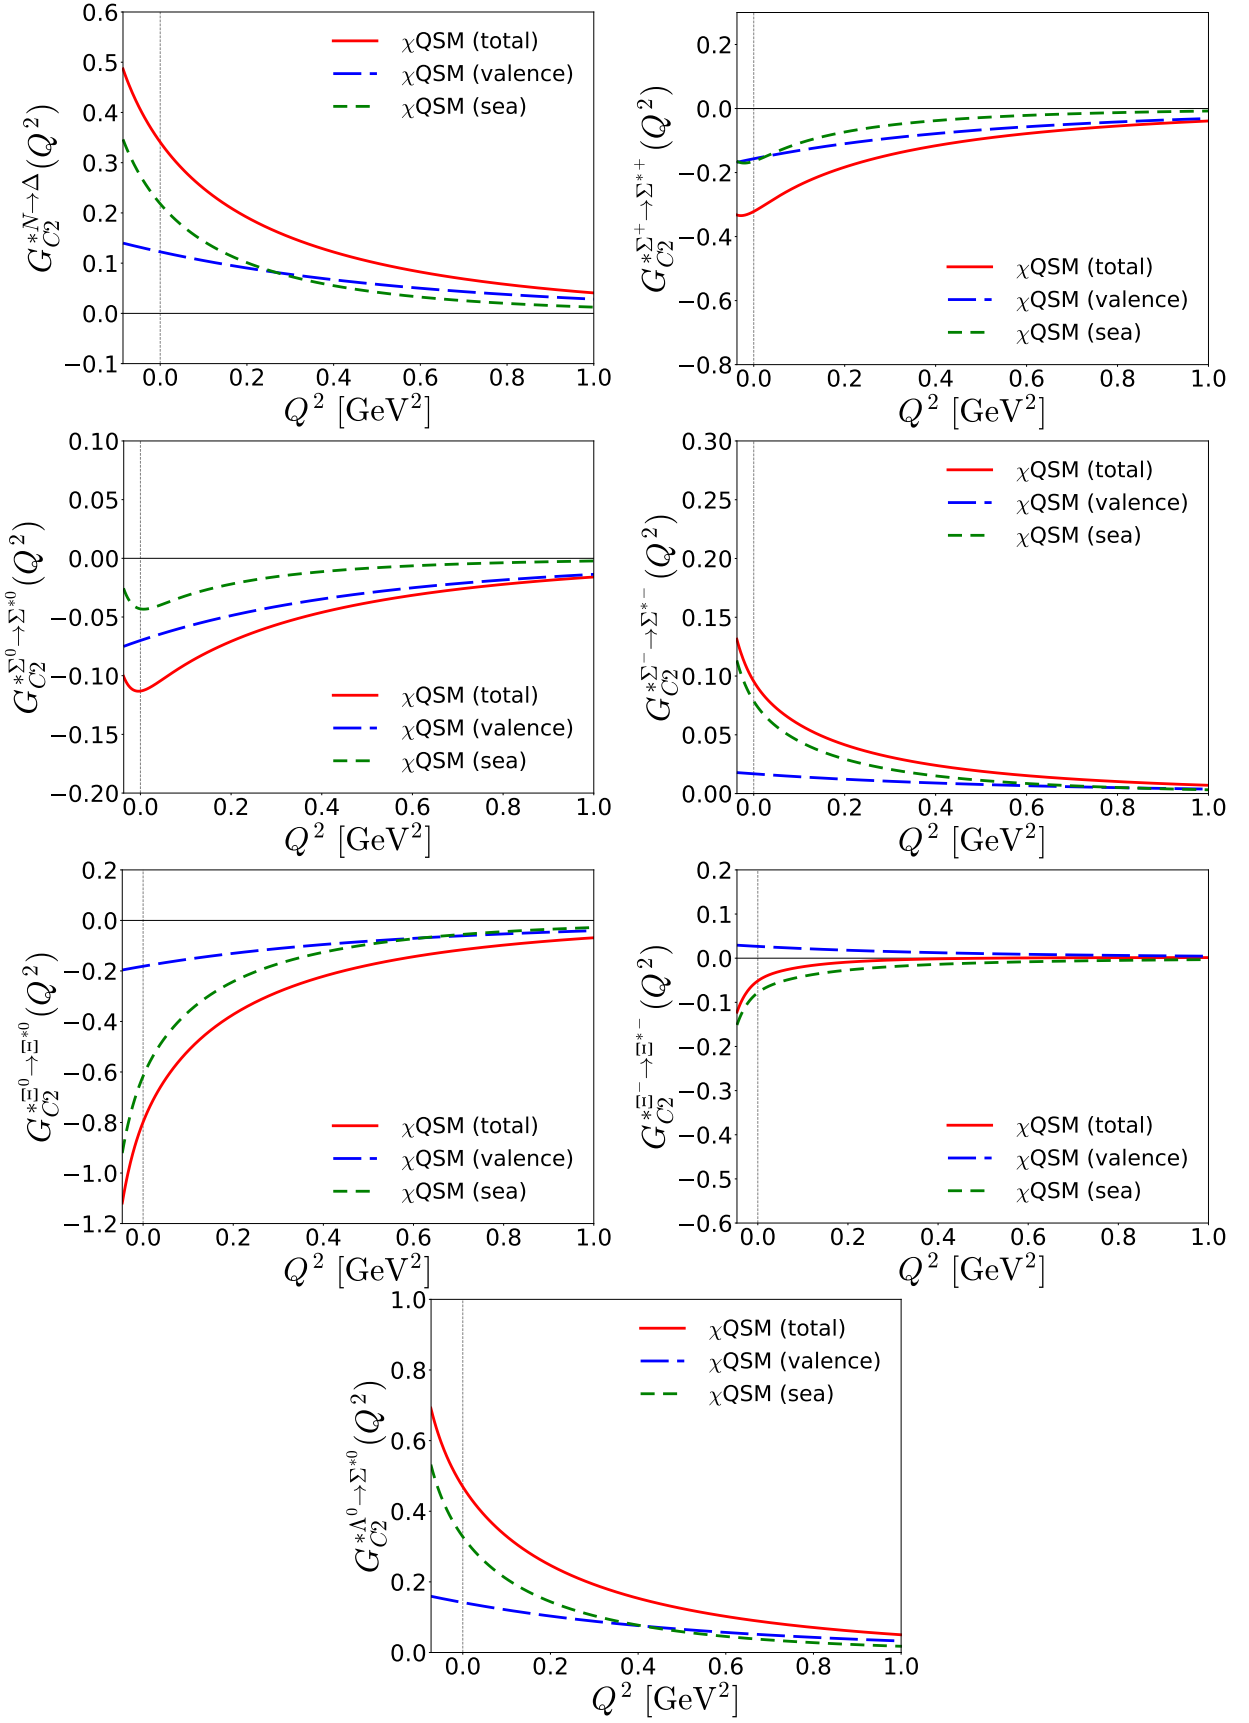 0.6
0.5
0.4
0.3
0.2
0.1
0.0
−0.1
G*N→Δ C2 (Q²)
χQSM (total)
χQSM (valence)
χQSM (sea)
0.0 0.2 0.4 0.6 0.8 1.0
Q² [GeV²]
0.2
0.0
−0.2
−0.4
−0.6
−0.8
G*Σ⁺→Σ*⁺ C2 (Q²)
χQSM (total)
χQSM (valence)
χQSM (sea)
0.0 0.2 0.4 0.6 0.8 1.0
Q² [GeV²]
0.10
0.05
0.00
−0.05
−0.10
−0.15
−0.20
G*Σ⁰→Σ*⁰ C2 (Q²)
χQSM (total)
χQSM (valence)
χQSM (sea)
0.0 0.2 0.4 0.6 0.8 1.0
Q² [GeV²]
0.30
0.25
0.20
0.15
0.10
0.05
0.00
G*Σ⁻→Σ*⁻ C2 (Q²)
χQSM (total)
χQSM (valence)
χQSM (sea)
0.0 0.2 0.4 0.6 0.8 1.0
Q² [GeV²]
0.2
0.0
−0.2
−0.4
−0.6
−0.8
−1.0
−1.2
G*Ξ⁰→Ξ*⁰ C2 (Q²)
χQSM (total)
χQSM (valence)
χQSM (sea)
0.0 0.2 0.4 0.6 0.8 1.0
Q² [GeV²]
0.2
0.1
0.0
−0.1
−0.2
−0.3
−0.4
−0.5
−0.6
G*Ξ⁻→Ξ*⁻ C2 (Q²)
χQSM (total)
χQSM (valence)
χQSM (sea)
0.0 0.2 0.4 0.6 0.8 1.0
Q² [GeV²]
1.0
0.8
0.6
0.4
0.2
0.0
G*Λ⁰→Σ*⁰ C2 (Q²)
χQSM (total)
χQSM (valence)
χQSM (sea)
0.0 0.2 0.4 0.6 0.8 1.0
Q² [GeV²]